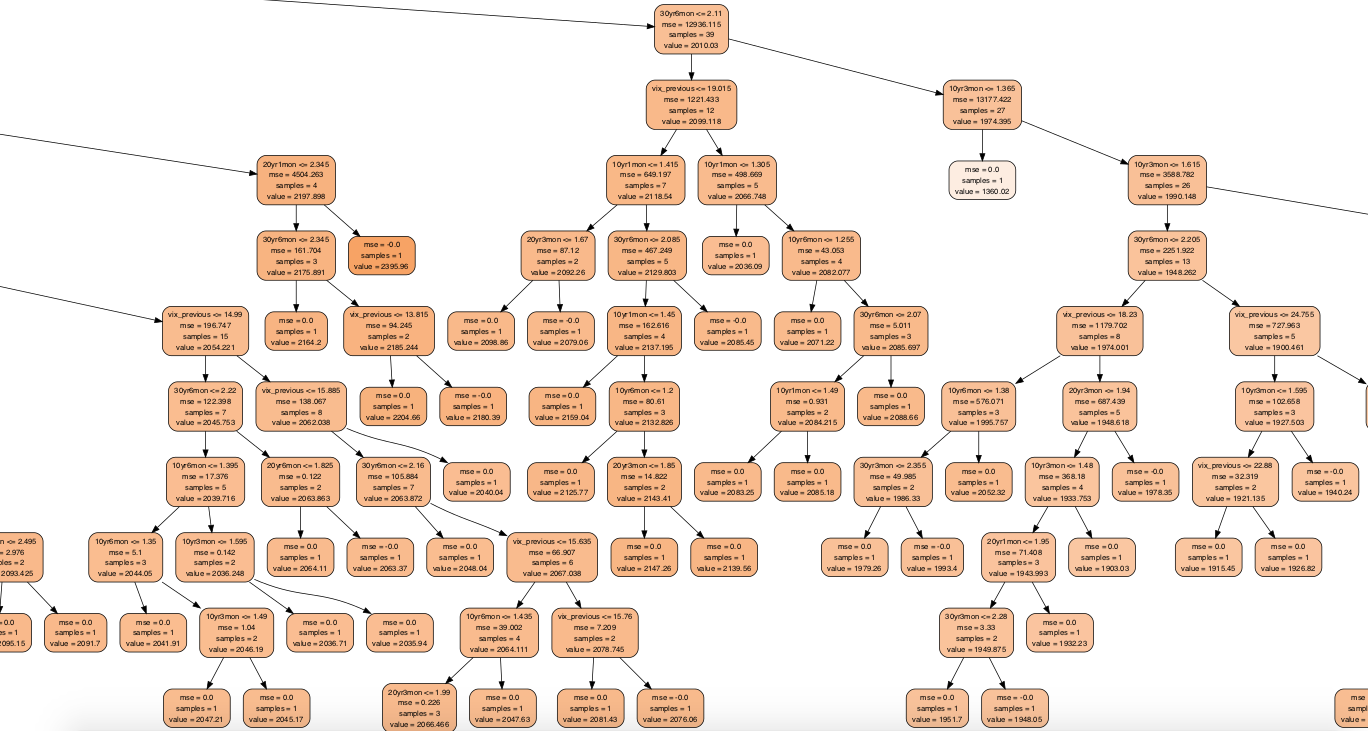 30yr6mon <= 2.11
mse = 12936.115
samples = 39
value = 2010.03
vix_previous <= 19.015
mse = 1221.433
samples = 12
value = 2099.118
10yr3mon <= 1.365
mse = 13177.422
samples = 27
value = 1974.395
20yr1mon <= 2.345
mse = 4504.263
samples = 4
value = 2197.898
10yr1mon <= 1.415
mse = 649.197
samples = 7
value = 2118.54
10yr1mon <= 1.305
mse = 498.669
samples = 5
value = 2066.748
mse = 0.0
samples = 1
value = 1360.02
10yr3mon <= 1.615
mse = 3588.782
samples = 26
value = 1990.148
30yr6mon <= 2.345
mse = 161.704
samples = 3
value = 2175.891
mse = -0.0
samples = 1
value = 2395.96
20yr3mon <= 1.67
mse = 87.12
samples = 2
value = 2092.26
30yr6mon <= 2.085
mse = 467.249
samples = 5
value = 2129.803
mse = 0.0
samples = 1
value = 2036.09
10yr6mon <= 1.255
mse = 43.053
samples = 4
value = 2082.077
30yr6mon <= 2.205
mse = 2251.922
samples = 13
value = 1948.262
vix_previous <= 14.99
mse = 196.747
samples = 15
value = 2054.221
mse = 0.0
samples = 1
value = 2164.2
vix_previous <= 13.815
mse = 94.245
samples = 2
value = 2185.244
mse = 0.0
samples = 1
value = 2098.86
mse = -0.0
samples = 1
value = 2079.06
10yr1mon <= 1.45
mse = 162.616
samples = 4
value = 2137.195
mse = -0.0
samples = 1
value = 2085.45
mse = 0.0
samples = 1
value = 2071.22
30yr6mon <= 2.07
mse = 5.011
samples = 3
value = 2085.697
vix_previous <= 18.23
mse = 1179.702
samples = 8
value = 1974.001
vix_previous <= 24.755
mse = 727.963
samples = 5
value = 1900.461
30yr6mon <= 2.22
mse = 122.398
samples = 7
value = 2045.753
vix_previous <= 15.885
mse = 138.067
samples = 8
value = 2062.038
mse = 0.0
samples = 1
value = 2204.66
mse = -0.0
samples = 1
value = 2180.39
mse = 0.0
samples = 1
value = 2159.04
10yr6mon <= 1.2
mse = 80.61
samples = 3
value = 2132.826
10yr1mon <= 1.49
mse = 0.931
samples = 2
value = 2084.215
mse = 0.0
samples = 1
value = 2088.66
10yr6mon <= 1.38
mse = 576.071
samples = 3
value = 1995.757
20yr3mon <= 1.94
mse = 687.439
samples = 5
value = 1948.618
10yr3mon <= 1.595
mse = 102.658
samples = 3
value = 1927.503
10yr6mon <= 1.395
mse = 17.376
samples = 5
value = 2039.716
20yr6mon <= 1.825
mse = 0.122
samples = 2
value = 2063.863
30yr6mon <= 2.16
mse = 105.884
samples = 7
value = 2063.872
mse = 0.0
samples = 1
value = 2040.04
mse = 0.0
samples = 1
value = 2125.77
20yr3mon <= 1.85
mse = 14.822
samples = 2
value = 2143.41
mse = 0.0
samples = 1
value = 2083.25
mse = 0.0
samples = 1
value = 2085.18
30yr3mon <= 2.355
mse = 49.985
samples = 2
value = 1986.33
mse = 0.0
samples = 1
value = 2052.32
10yr3mon <= 1.48
mse = 368.18
samples = 4
value = 1933.753
mse = -0.0
samples = 1
value = 1978.35
vix_previous <= 22.88
mse = 32.319
samples = 2
value = 1921.135
mse = -0.0
samples = 1
value = 1940.24
n <= 2.495
2.976
s = 2
2093.425
10yr6mon <= 1.35
mse = 5.1
samples = 3
value = 2044.05
10yr3mon <= 1.595
mse = 0.142
samples = 2
value = 2036.248
mse = 0.0
samples = 1
value = 2064.11
mse = -0.0
samples = 1
value = 2063.37
mse = 0.0
samples = 1
value = 2048.04
vix_previous <= 15.635
mse = 66.907
samples = 6
value = 2067.038
mse = 0.0
samples = 1
value = 2147.26
mse = 0.0
samples = 1
value = 2139.56
mse = 0.0
samples = 1
value = 1979.26
mse = -0.0
samples = 1
value = 1993.4
20yr1mon <= 1.95
mse = 71.408
samples = 3
value = 1943.993
mse = 0.0
samples = 1
value = 1903.03
mse = 0.0
samples = 1
value = 1915.45
mse = 0.0
samples = 1
value = 1926.82
0.0
s = 1
2095.15
mse = 0.0
samples = 1
value = 2091.7
mse = 0.0
samples = 1
value = 2041.91
10yr3mon <= 1.49
mse = 1.04
samples = 2
value = 2046.19
mse = 0.0
samples = 1
value = 2036.71
mse = 0.0
samples = 1
value = 2035.94
10yr6mon <= 1.435
mse = 39.002
samples = 4
value = 2064.111
vix_previous <= 15.76
mse = 7.209
samples = 2
value = 2078.745
30yr3mon <= 2.28
mse = 3.33
samples = 2
value = 1949.875
mse = 0.0
samples = 1
value = 1932.23
mse = 0.0
samples = 1
value = 2047.21
mse = 0.0
samples = 1
value = 2045.17
20yr3mon <= 1.99
mse = 0.226
samples = 3
value = 2066.466
mse = 0.0
samples = 1
value = 2047.63
mse = 0.0
samples = 1
value = 2081.43
mse = -0.0
samples = 1
value = 2076.06
mse = 0.0
samples = 1
value = 1951.7
mse = -0.0
samples = 1
value = 1948.05
mse
samp
value =